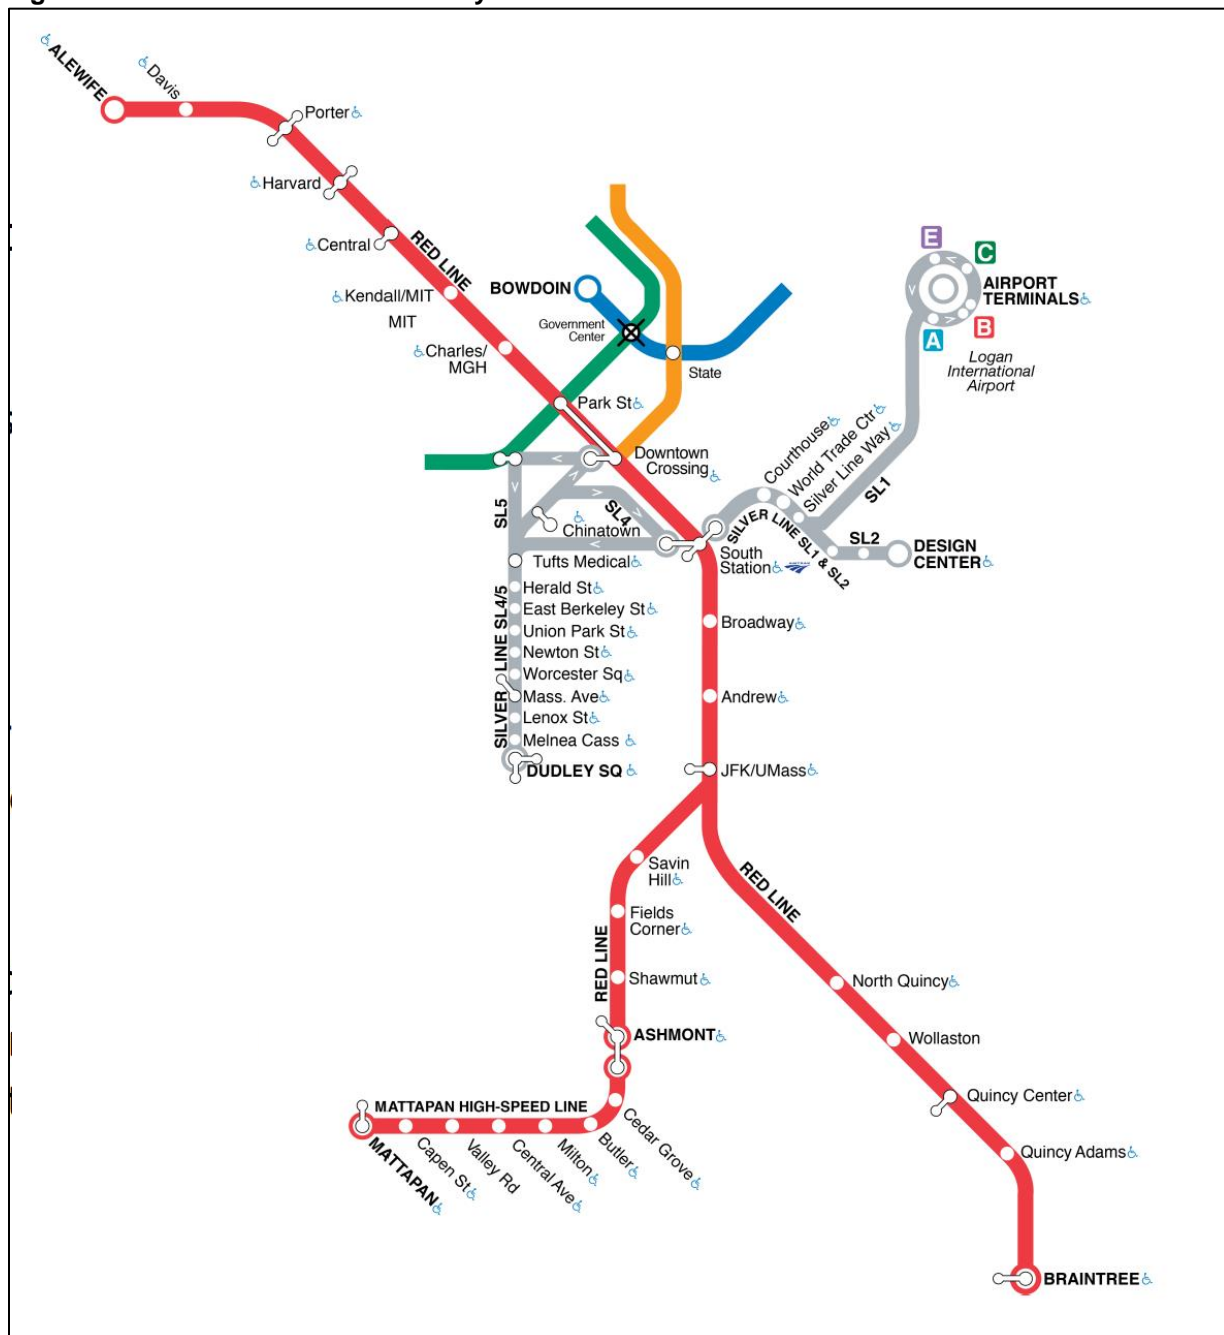 ALEWIFE
Davis
Porter
Harvard
Central
RED LINE
Kendall/MIT
MIT
Charles/
MGH
BOWDOIN
Government
Center
State
Park St
Downtown
Crossing
E
C
A
B
AIRPORT
TERMINALS
Logan
International
Airport
Courthouse
World Trade Ctr
Silver Line Way
SL1
SILVER LINE SL1 & SL2
SL2
DESIGN
CENTER
SL5
SL4
Chinatown
South
Station
Tufts Medical
Herald St
East Berkeley St
Union Park St
Newton St
Worcester Sq
Mass. Ave
Lenox St
Melnea Cass
DUDLEY SQ
SILVER LINE SL4/5
Broadway
Andrew
JFK/UMass
Savin
Hill
Fields
Corner
Shawmut
RED LINE
ASHMONT
RED LINE
North Quincy
Wollaston
Quincy Center
Quincy Adams
BRAINTREE
MATTAPAN HIGH-SPEED LINE
Cedar Grove
Butler
Milton
Central Ave
Valley Rd
Capen St
MATTAPAN